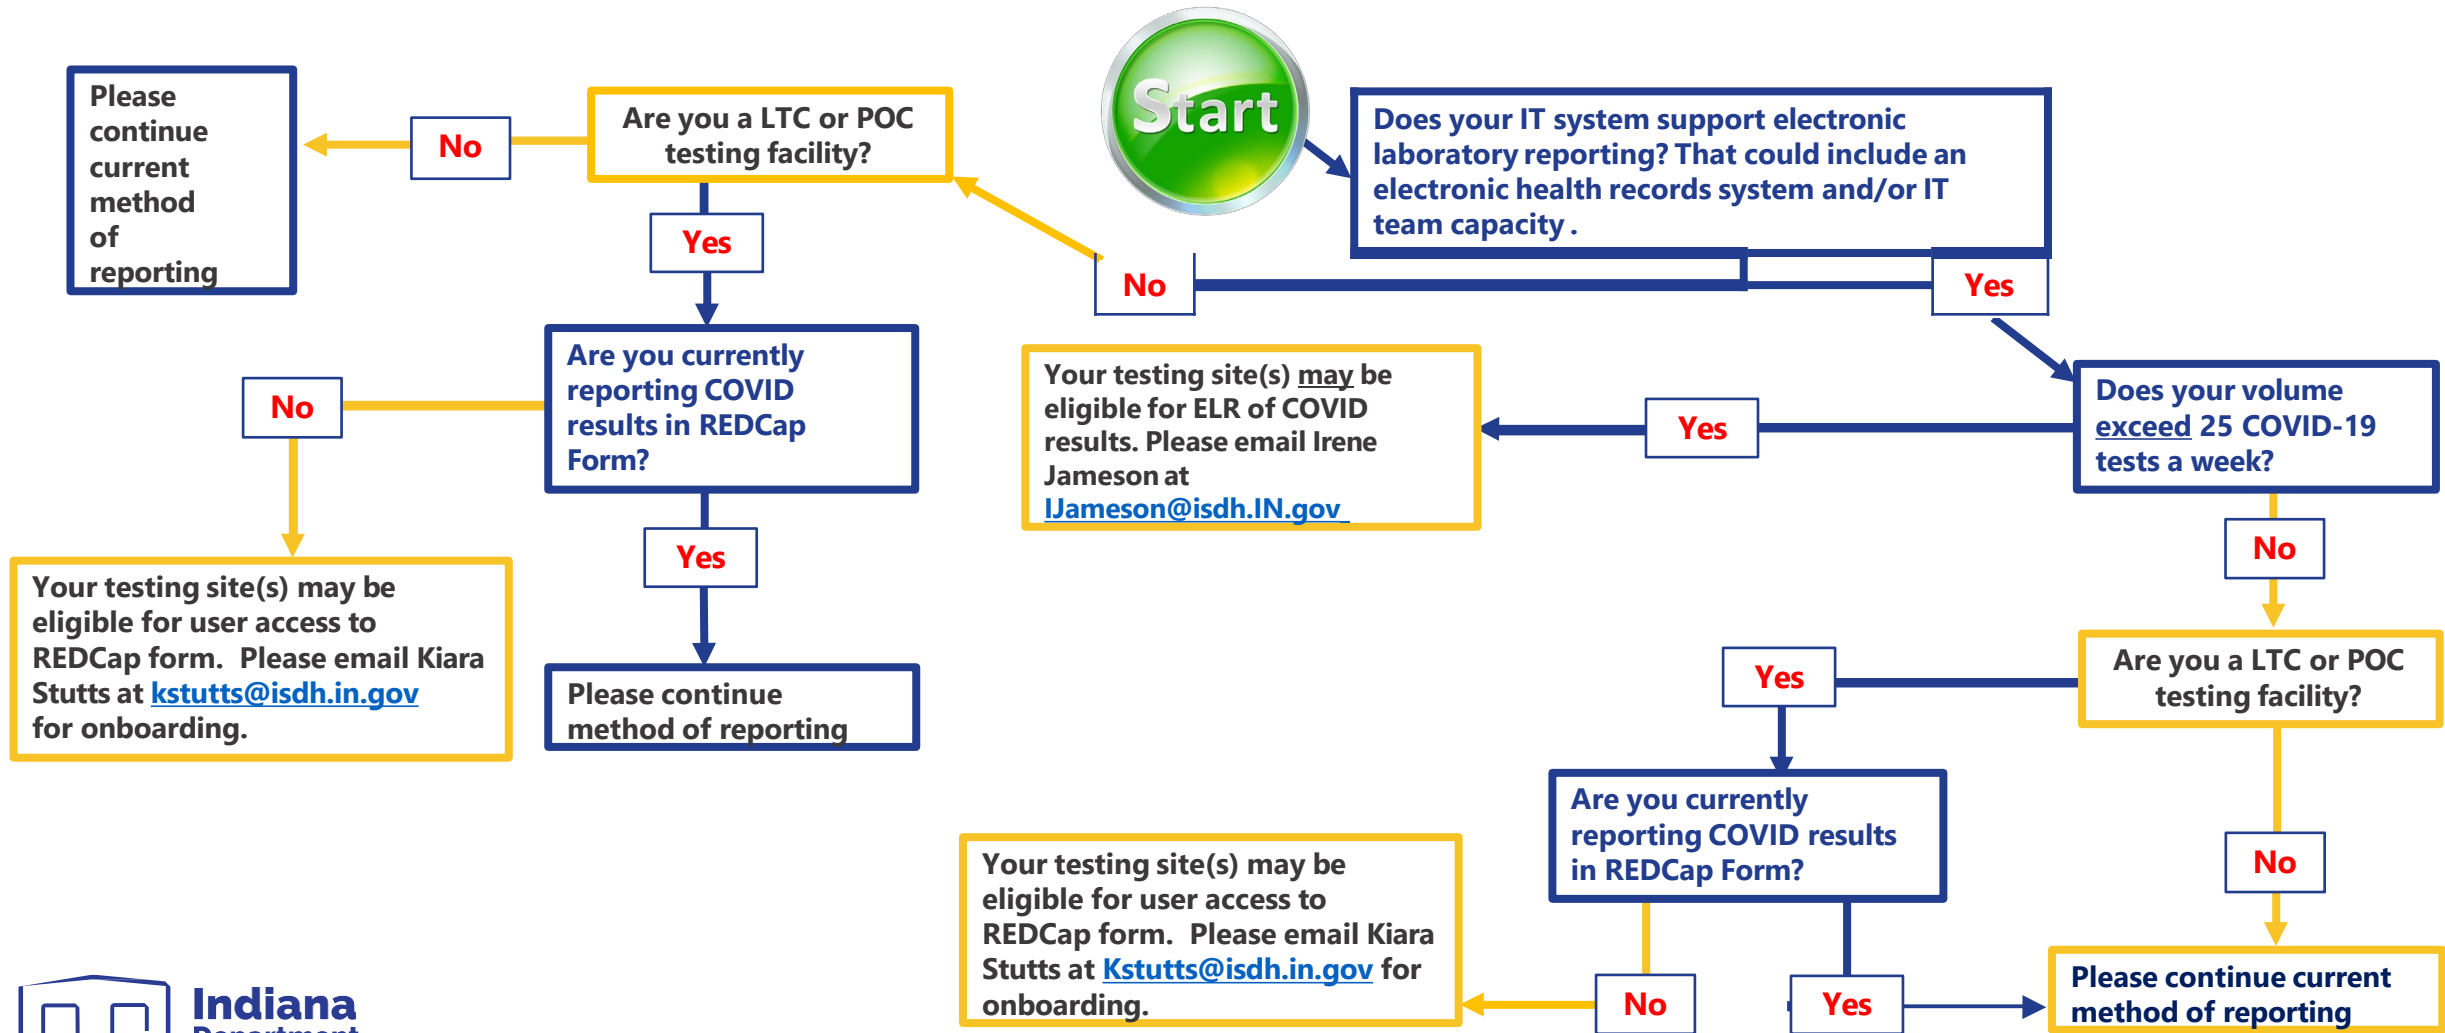 Start
Does your IT system support electronic
laboratory reporting? That could include an
electronic health records system and/or IT
team capacity .
No
Yes
Are you a LTC or POC
testing facility?
No
Please
continue
current
method
of
reporting
Yes
Are you currently
reporting COVID
results in REDCap
Form?
No
Your testing site(s) may be
eligible for user access to
REDCap form.  Please email Kiara
Stutts at kstutts@isdh.in.gov
for onboarding.
Yes
Please continue
method of reporting
Does your volume
exceed 25 COVID-19
tests a week?
Yes
Your testing site(s) may be
eligible for ELR of COVID
results. Please email Irene
Jameson at
IJameson@isdh.IN.gov
No
Are you a LTC or POC
testing facility?
Yes
Are you currently
reporting COVID results
in REDCap Form?
No
Your testing site(s) may be
eligible for user access to
REDCap form.  Please email Kiara
Stutts at Kstutts@isdh.in.gov for
onboarding.
Yes
No
Please continue current
method of reporting
Indiana
Department